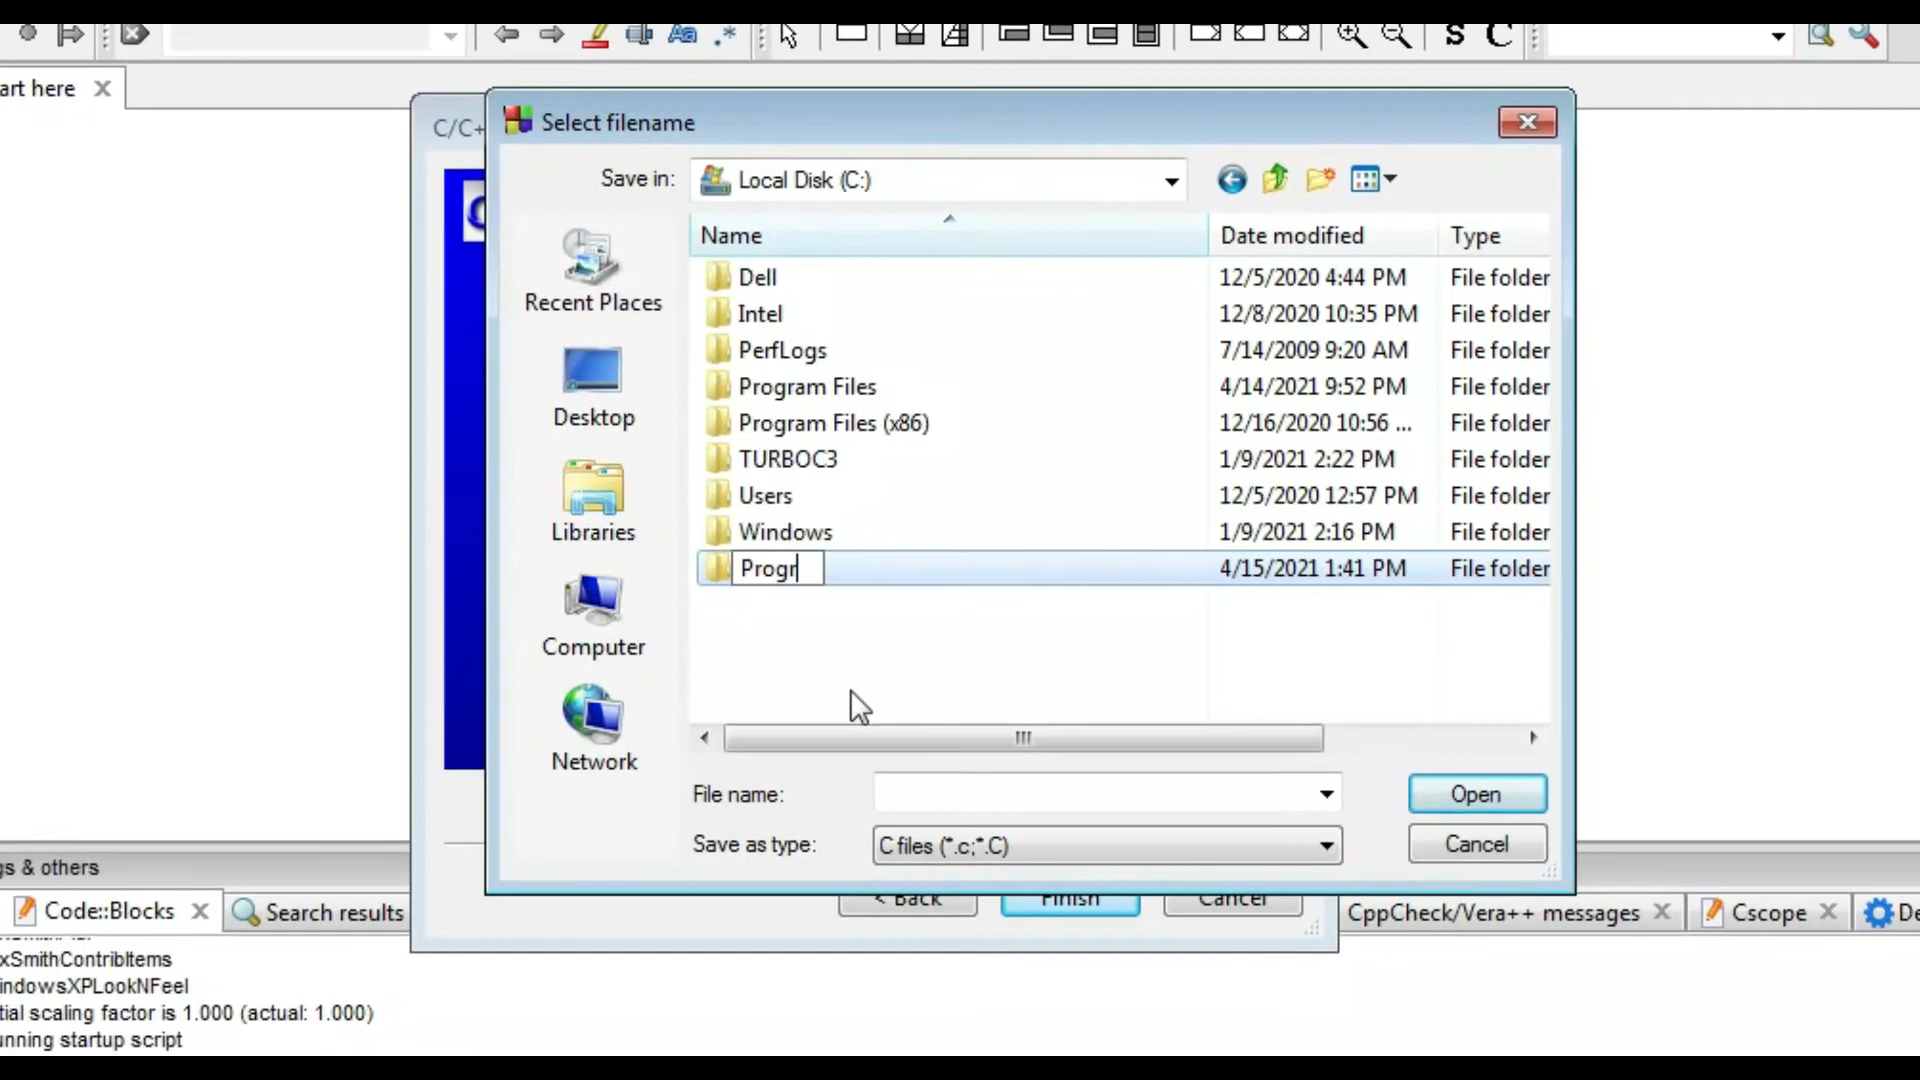 S C
art here
C/C+
Select filename
Save in: Local Disk (C:)
Name Date modified Type
Dell 12/5/2020 4:44 PM File folder
Intel 12/8/2020 10:35 PM File folder
PerfLogs 7/14/2009 9:20 AM File folder
Program Files 4/14/2021 9:52 PM File folder
Program Files (x86) 12/16/2020 10:56 ... File folder
TURBOC3 1/9/2021 2:22 PM File folder
Users 12/5/2020 12:57 PM File folder
Windows 1/9/2021 2:16 PM File folder
Progr 4/15/2021 1:41 PM File folder
Recent Places
Desktop
Libraries
Computer
Network
File name: Open
Save as type: C files (*.c;*.C) Cancel
< Back Finish Cancel
gs & others
Code::Blocks Search results CppCheck/Vera++ messages Cscope De
xSmithContribItems
indowsXPLookNFeel
tial scaling factor is 1.000 (actual: 1.000)
unning startup script